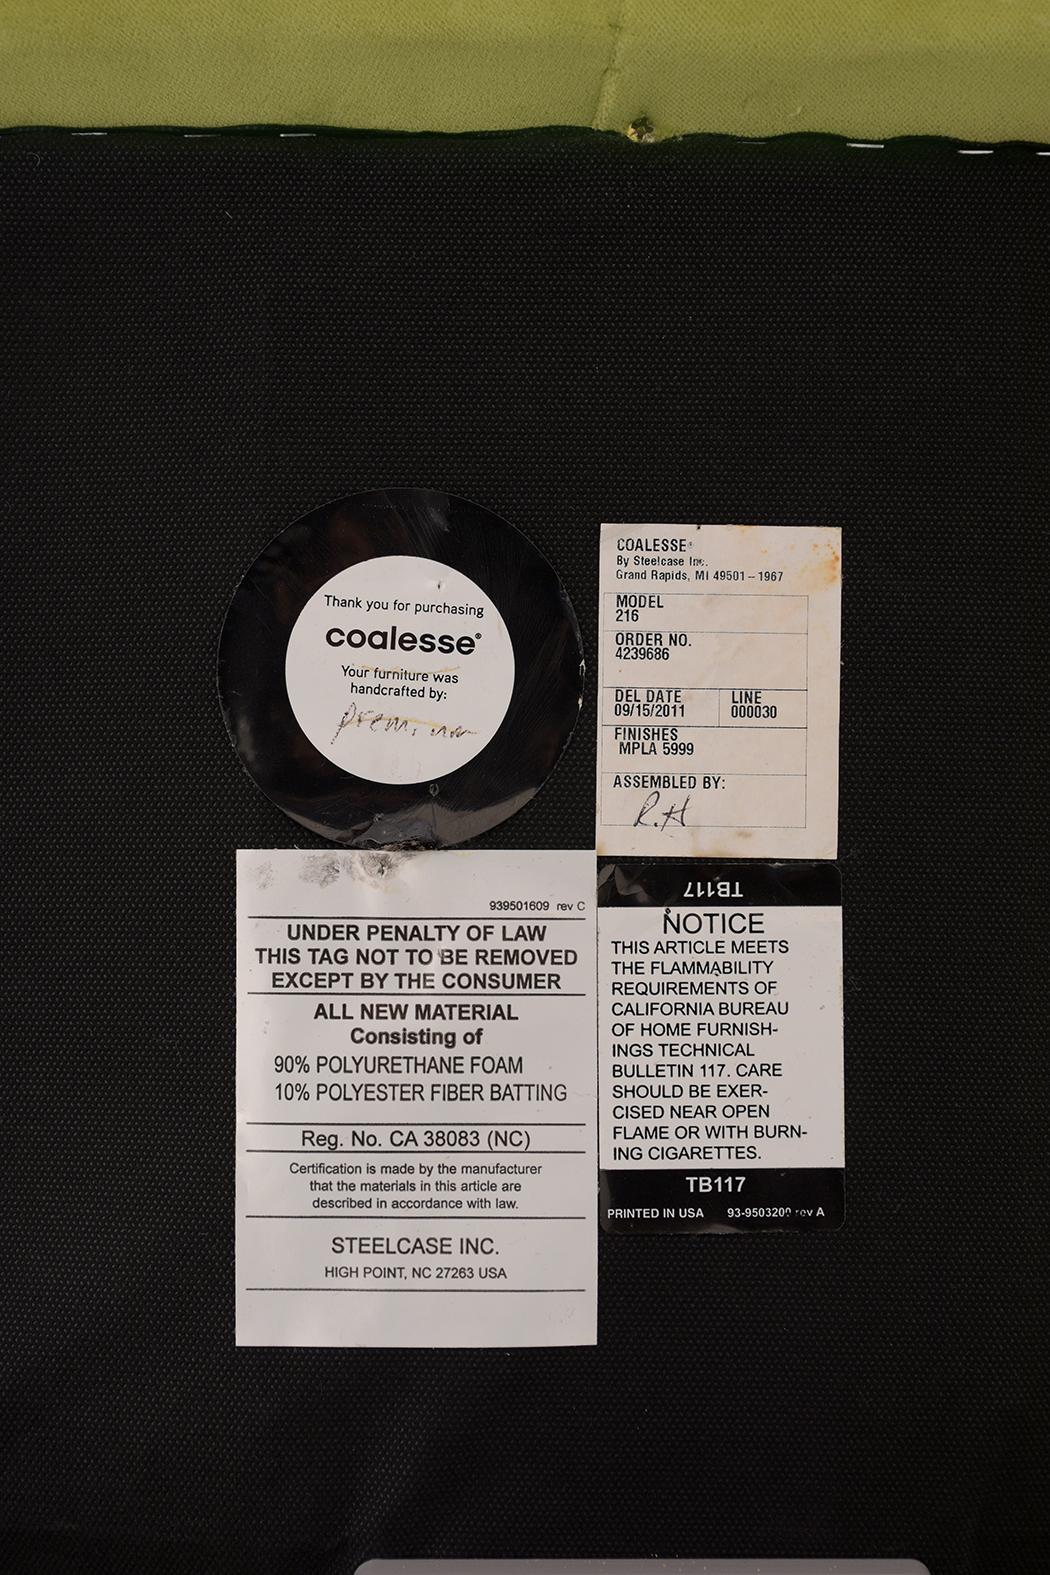 Thank you for purchasing
coalesse®
Your furniture was
handcrafted by:
COALESSE®
By Steelcase Inc.
Grand Rapids, MI 49501-1967
MODEL
216
ORDER NO.
4239686
DEL DATE
09/15/2011
LINE
000030
FINISHES
MPLA 5999
ASSEMBLED BY:
R.H
939501609 rev C
UNDER PENALTY OF LAW
THIS TAG NOT TO BE REMOVED
EXCEPT BY THE CONSUMER
ALL NEW MATERIAL
Consisting of
90% POLYURETHANE FOAM
10% POLYESTER FIBER BATTING
Reg. No. CA 38083 (NC)
Certification is made by the manufacturer
that the materials in this article are
described in accordance with law.
STEELCASE INC.
HIGH POINT, NC 27263 USA
TB117
NOTICE
THIS ARTICLE MEETS
THE FLAMMABILITY
REQUIREMENTS OF
CALIFORNIA BUREAU
OF HOME FURNISH-
INGS TECHNICAL
BULLETIN 117. CARE
SHOULD BE EXER-
CISED NEAR OPEN
FLAME OR WITH BURN-
ING CIGARETTES.
TB117
PRINTED IN USA 93-9503200 rev A